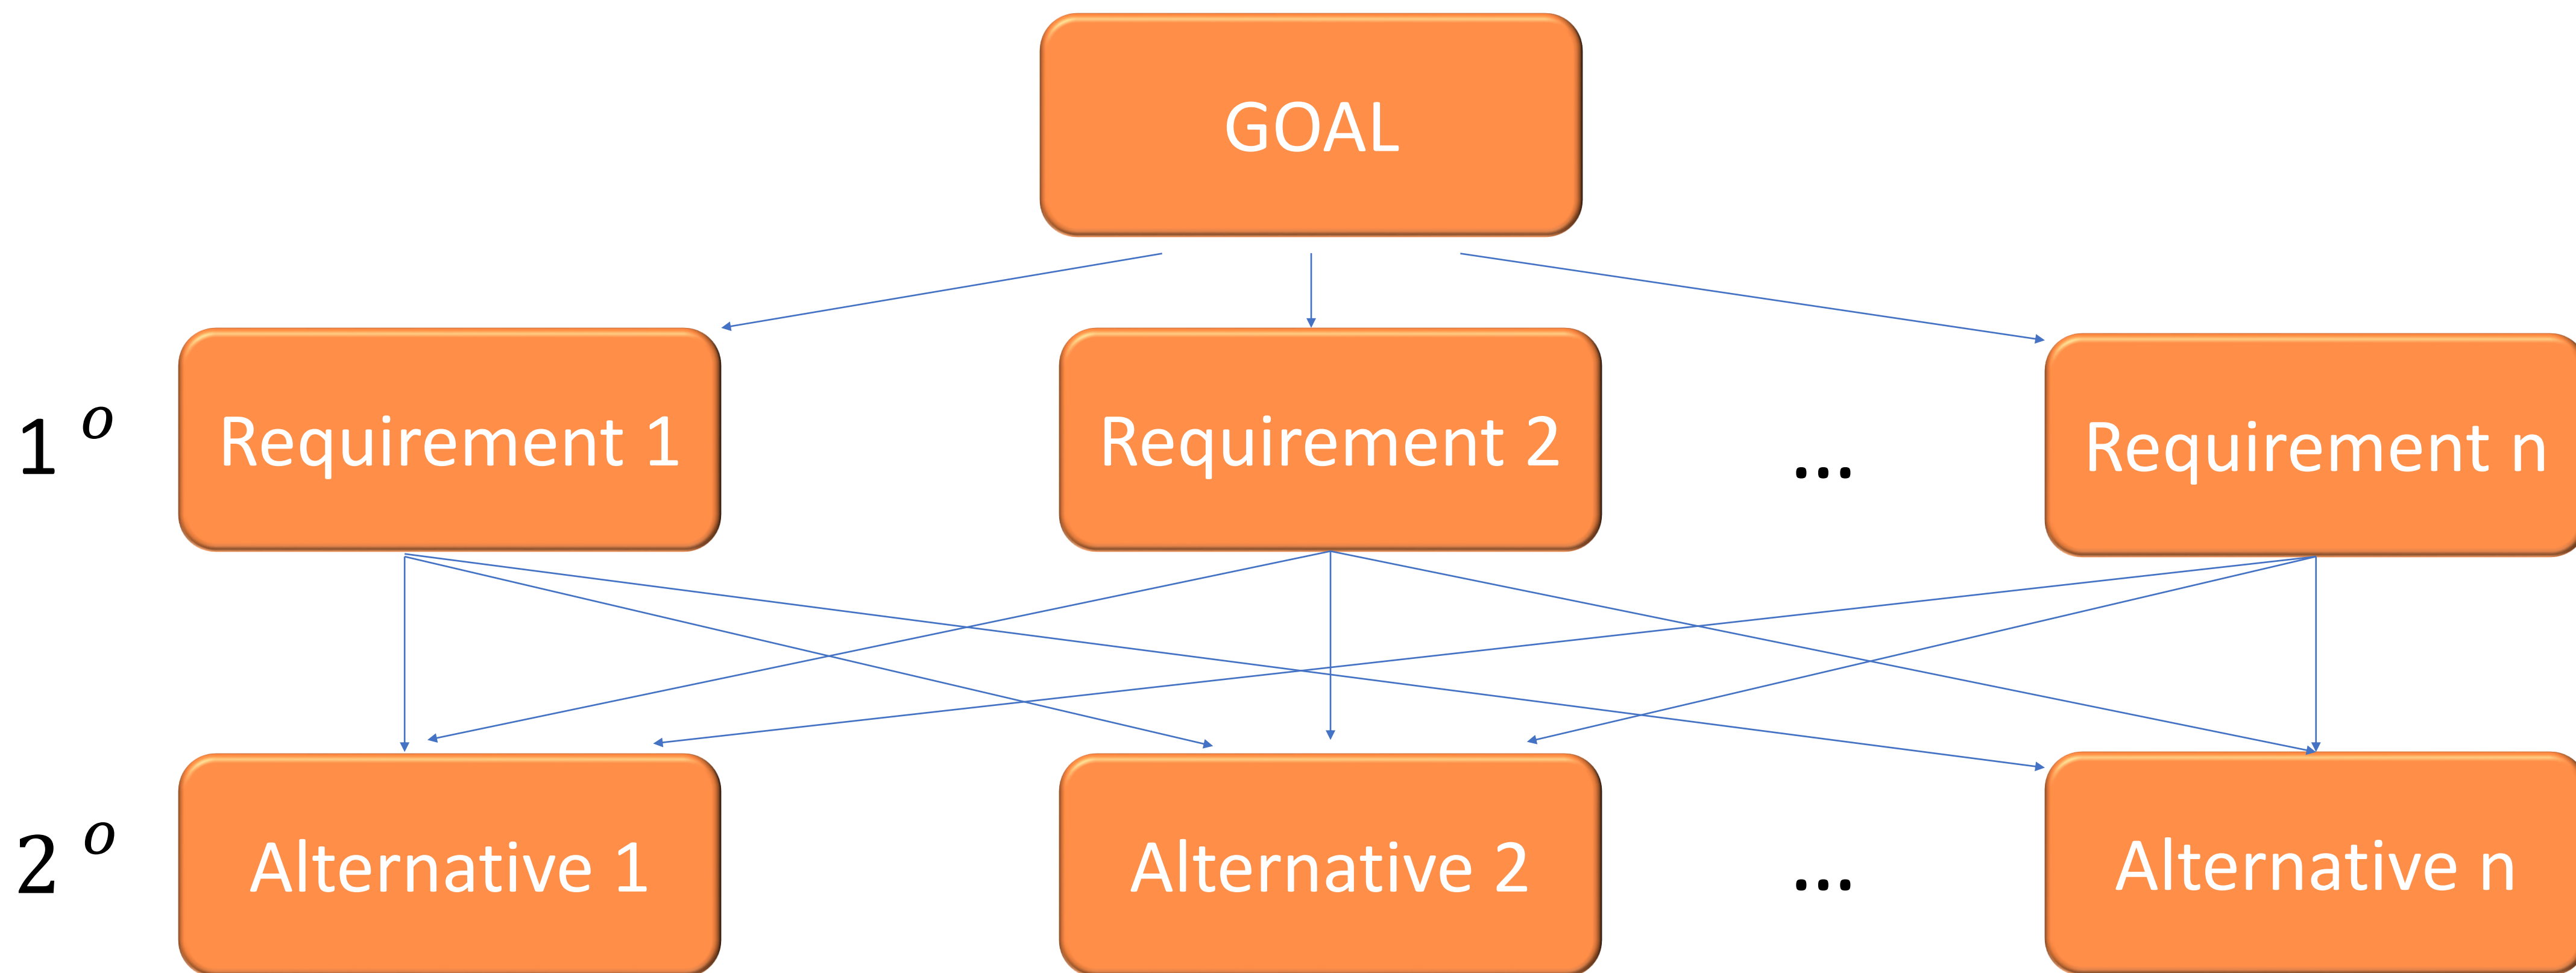 GOAL
1 º Requirement 1 Requirement 2 ... Requirement n
2 º Alternative 1 Alternative 2 ... Alternative n